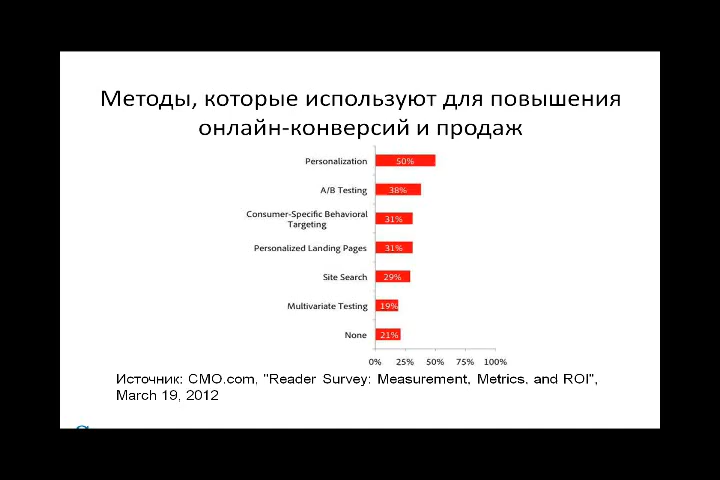 Методы, которые используют для повышения
онлайн-конверсий и продаж
Personalization 50%
A/B Testing 38%
Consumer-Specific Behavioral
Targeting 31%
Personalized Landing Pages 31%
Site Search 29%
Multivariate Testing 19%
None 21%
0% 25% 50% 75% 100%
Источник: CMO.com, "Reader Survey: Measurement, Metrics, and ROI",
March 19, 2012